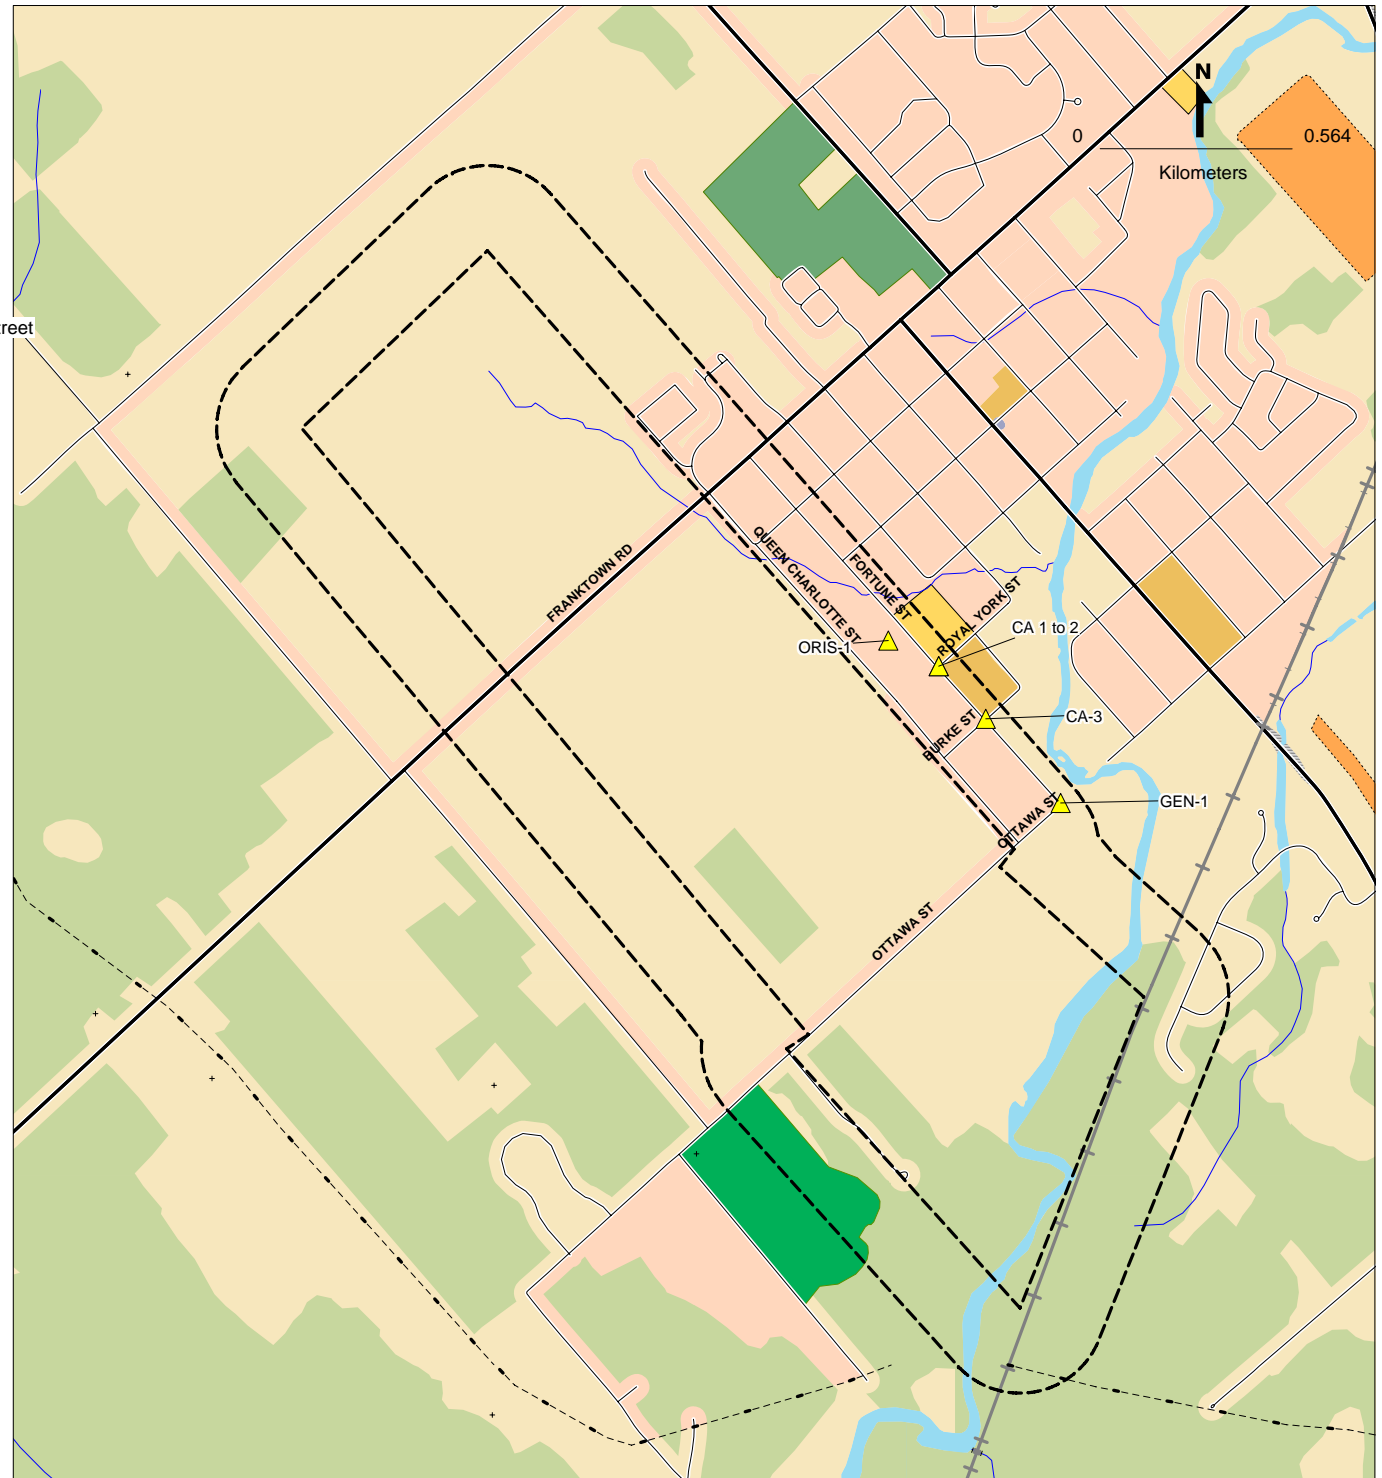 N
0
0.564
Kilometers
treet
FRANKTOWN RD
QUEEN CHARLOTTE ST
FORTUNE ST
ROYAL YORK ST
CA 1 to 2
ORIS-1
CA-3
BURKE ST
GEN-1
OTTAWA ST
OTTAWA ST